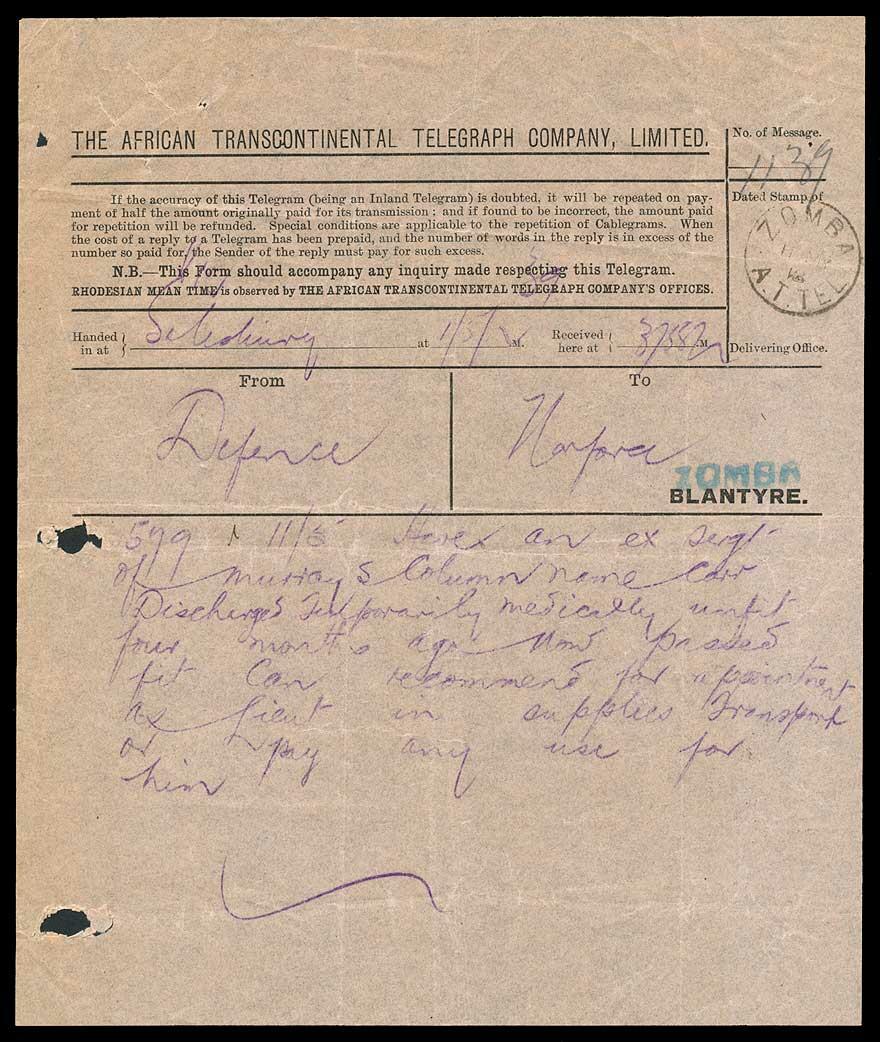 THE AFRICAN TRANSCONTINENTAL TELEGRAPH COMPANY, LIMITED.
No. of Message.
1139
If the accuracy of this Telegram (being an Inland Telegram) is doubted, it will be repeated on pay-
ment of half the amount originally paid for its transmission ; and if found to be incorrect, the amount paid
for repetition will be refunded. Special conditions are applicable to the repetition of Cablegrams. When
the cost of a reply to a Telegram has been prepaid, and the number of words in the reply is in excess of the
number so paid for, the Sender of the reply must pay for such excess.
N.B.—This Form should accompany any inquiry made respecting this Telegram.
RHODESIAN MEAN TIME is observed by THE AFRICAN TRANSCONTINENTAL TELEGRAPH COMPANY'S OFFICES.
Dated Stamp of
ZOMBA
A.T.TEL
Delivering Office.
39
Handed in at Salisbury at M. Received here at M.
From
To
Defence
Norforce
ZOMBA
BLANTYRE.
599 11/5 Have an ex sergt
of Murrays Column name Carr
Discharged Temporarily medically unfit
four months ago Now passed
fit Can recommend for appointment
as Lieut in supplies Transport
or pay any use for
him